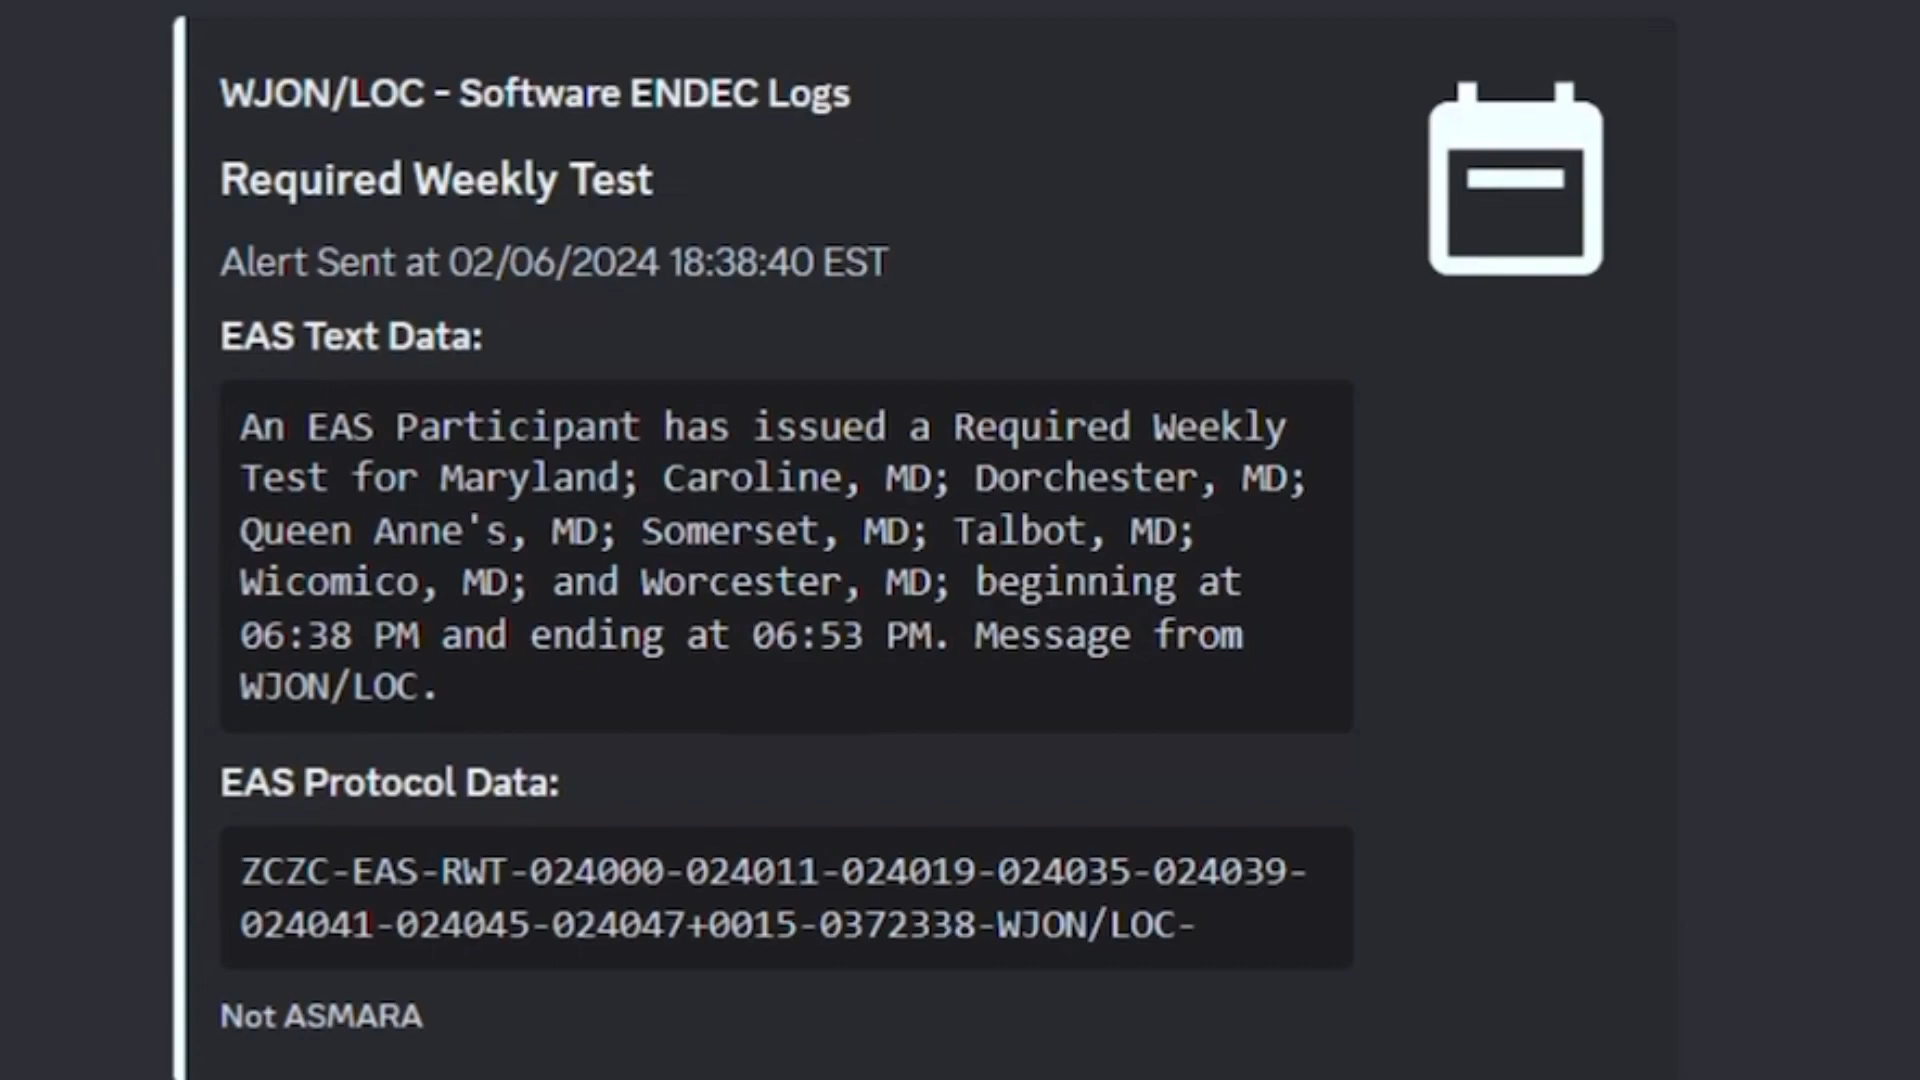 WJON/LOC - Software ENDEC Logs
Required Weekly Test
Alert Sent at 02/06/2024 18:38:40 EST
EAS Text Data:
An EAS Participant has issued a Required Weekly
Test for Maryland; Caroline, MD; Dorchester, MD;
Queen Anne's, MD; Somerset, MD; Talbot, MD;
Wicomico, MD; and Worcester, MD; beginning at
06:38 PM and ending at 06:53 PM. Message from
WJON/LOC.
EAS Protocol Data:
ZCZC-EAS-RWT-024000-024011-024019-024035-024039-
024041-024045-024047+0015-0372338-WJON/LOC-
Not ASMARA